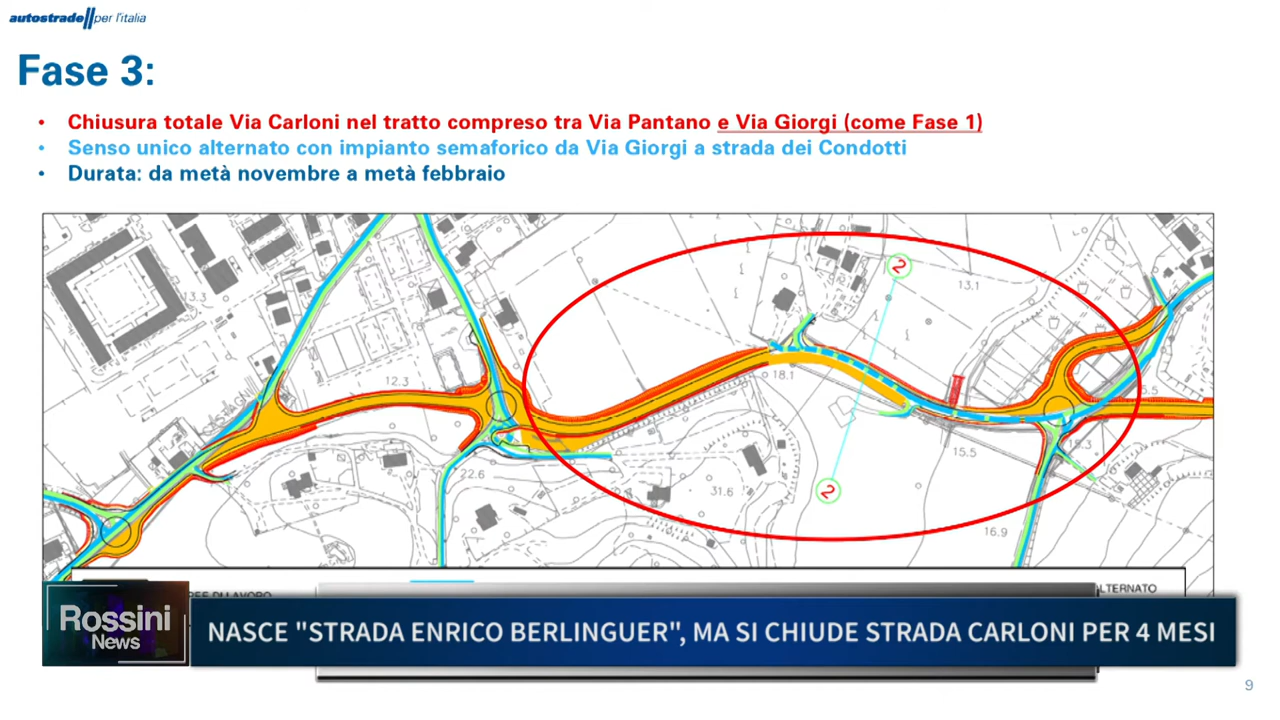 autostrade//per l'italia
Fase 3:
• Chiusura totale Via Carloni nel tratto compreso tra Via Pantano e Via Giorgi (come Fase 1)
• Senso unico alternato con impianto semaforico da Via Giorgi a strada dei Condotti
• Durata: da metà novembre a metà febbraio
2
13.1
13.3
12.3
18.1
15.5
22.6
31.6
2
16.9
LTERNATO
Rossini
News
NASCE "STRADA ENRICO BERLINGUER", MA SI CHIUDE STRADA CARLONI PER 4 MESI
9